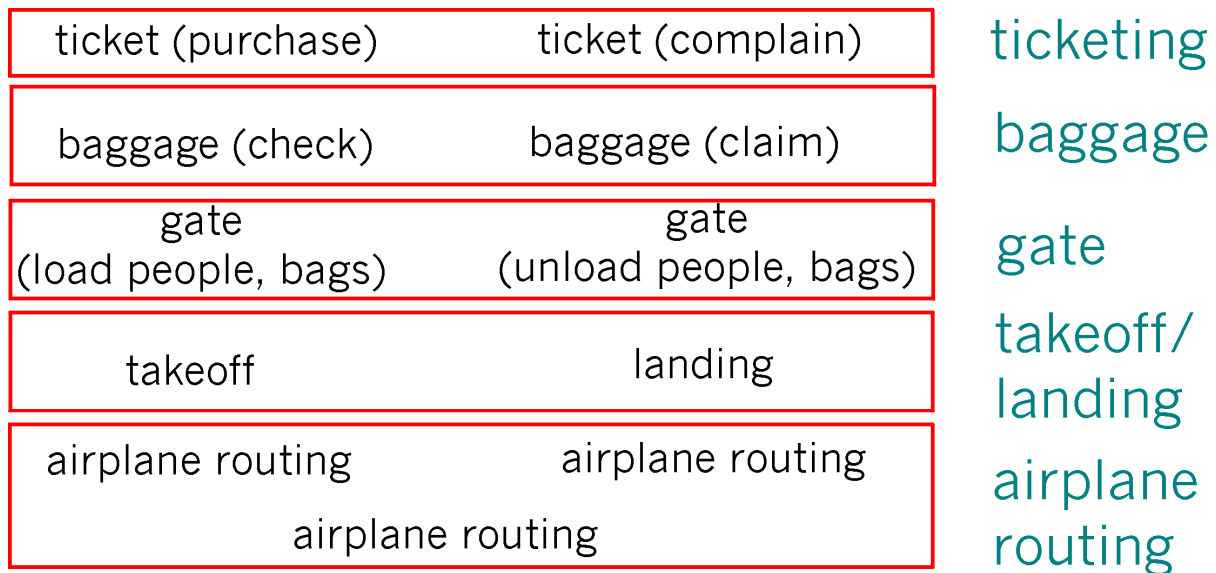 ticket (purchase) ticket (complain) ticketing
baggage (check) baggage (claim) baggage
gate gate gate
(load people, bags) (unload people, bags)
takeoff landing takeoff/
landing
airplane routing airplane routing airplane
airplane routing routing